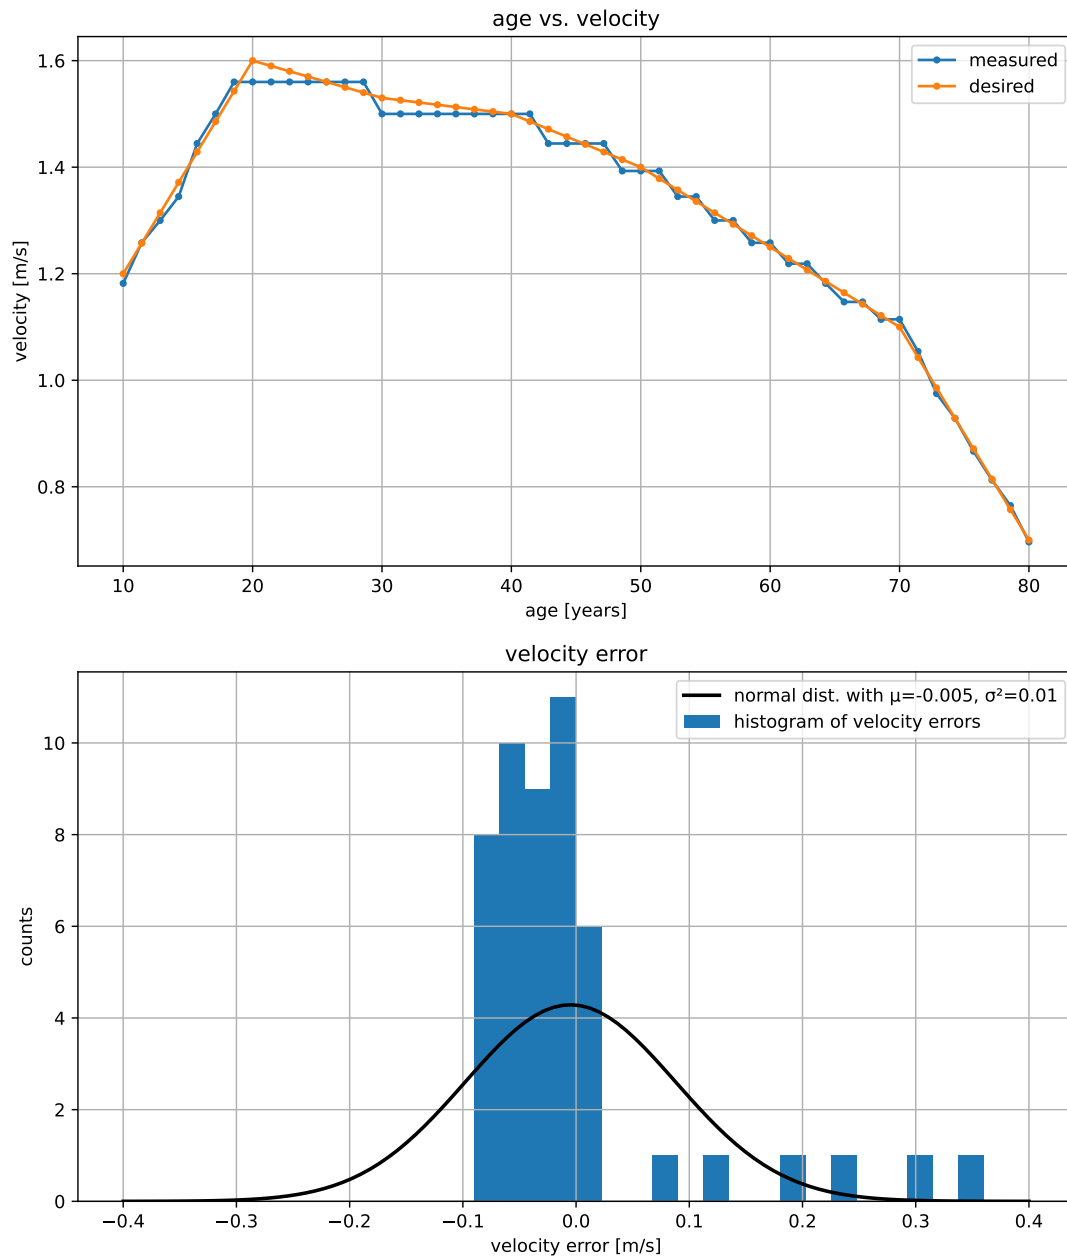 age vs. velocity
1.6
1.4
1.2
1.0
0.8
velocity [m/s]
measured
desired
10 20 30 40 50 60 70 80
age [years]
velocity error
10
8
6
4
2
0
counts
normal dist. with μ=-0.005, σ²=0.01
histogram of velocity errors
−0.4 −0.3 −0.2 −0.1 0.0 0.1 0.2 0.3 0.4
velocity error [m/s]